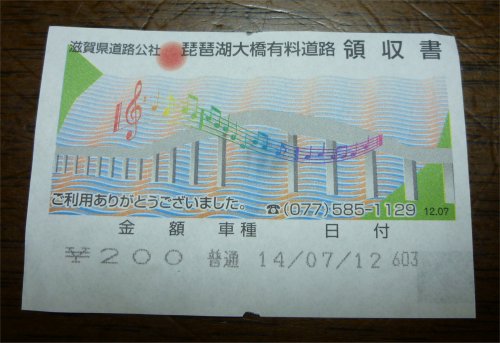 滋賀県道路公社 琵琶湖大橋有料道路 領収書
ご利用ありがとうございました。 ☎(077)585-1129 12.07
金額 車種 日付
¥200 普通 14/07/12 603